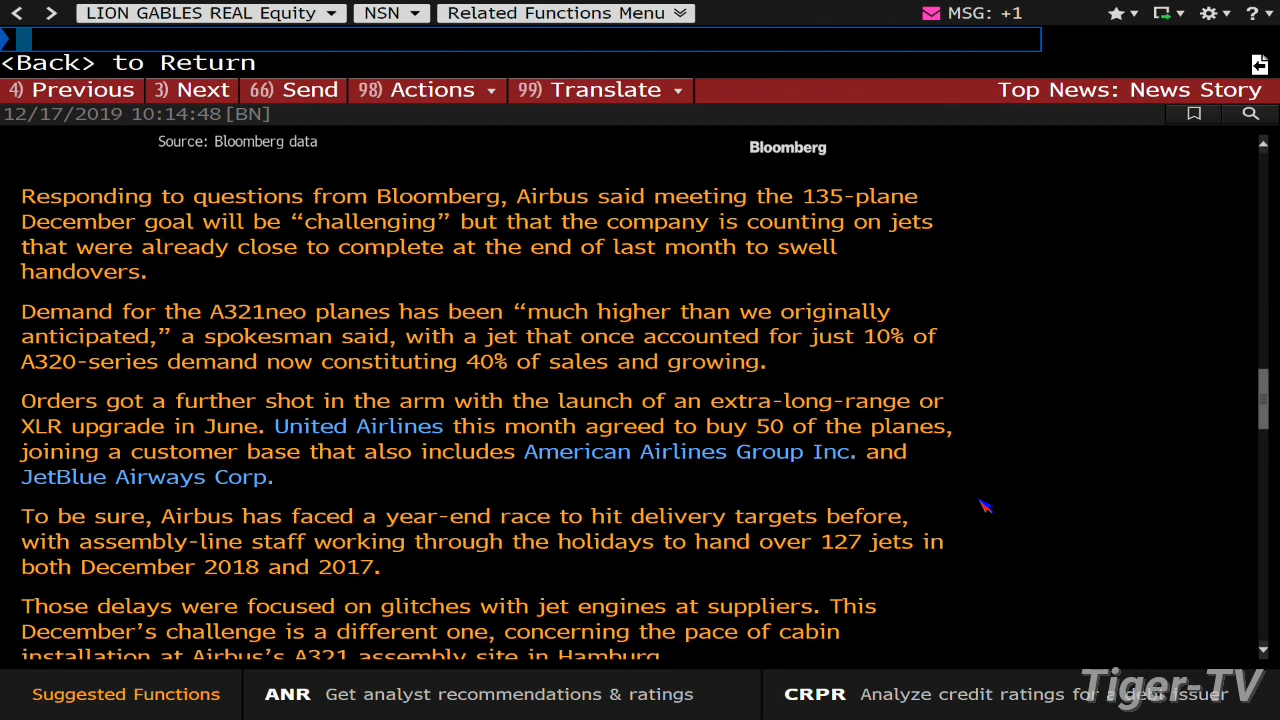 LION GABLES REAL Equity NSN Related Functions Menu MSG: +1 ?
<Back> to Return
4) Previous 3) Next 66) Send 98) Actions 99) Translate Top News: News Story
12/17/2019 10:14:48 [BN]
Source: Bloomberg data Bloomberg
Responding to questions from Bloomberg, Airbus said meeting the 135-plane
December goal will be “challenging” but that the company is counting on jets
that were already close to complete at the end of last month to swell
handovers.
Demand for the A321neo planes has been “much higher than we originally
anticipated,” a spokesman said, with a jet that once accounted for just 10% of
A320-series demand now constituting 40% of sales and growing.
Orders got a further shot in the arm with the launch of an extra-long-range or
XLR upgrade in June. United Airlines this month agreed to buy 50 of the planes,
joining a customer base that also includes American Airlines Group Inc. and
JetBlue Airways Corp.
To be sure, Airbus has faced a year-end race to hit delivery targets before,
with assembly-line staff working through the holidays to hand over 127 jets in
both December 2018 and 2017.
Those delays were focused on glitches with jet engines at suppliers. This
December’s challenge is a different one, concerning the pace of cabin
installation at Airbus’s A321 assembly site in Hamburg
Suggested Functions ANR Get analyst recommendations & ratings CRPR Analyze credit ratings for a debt issuer
Tiger-TV